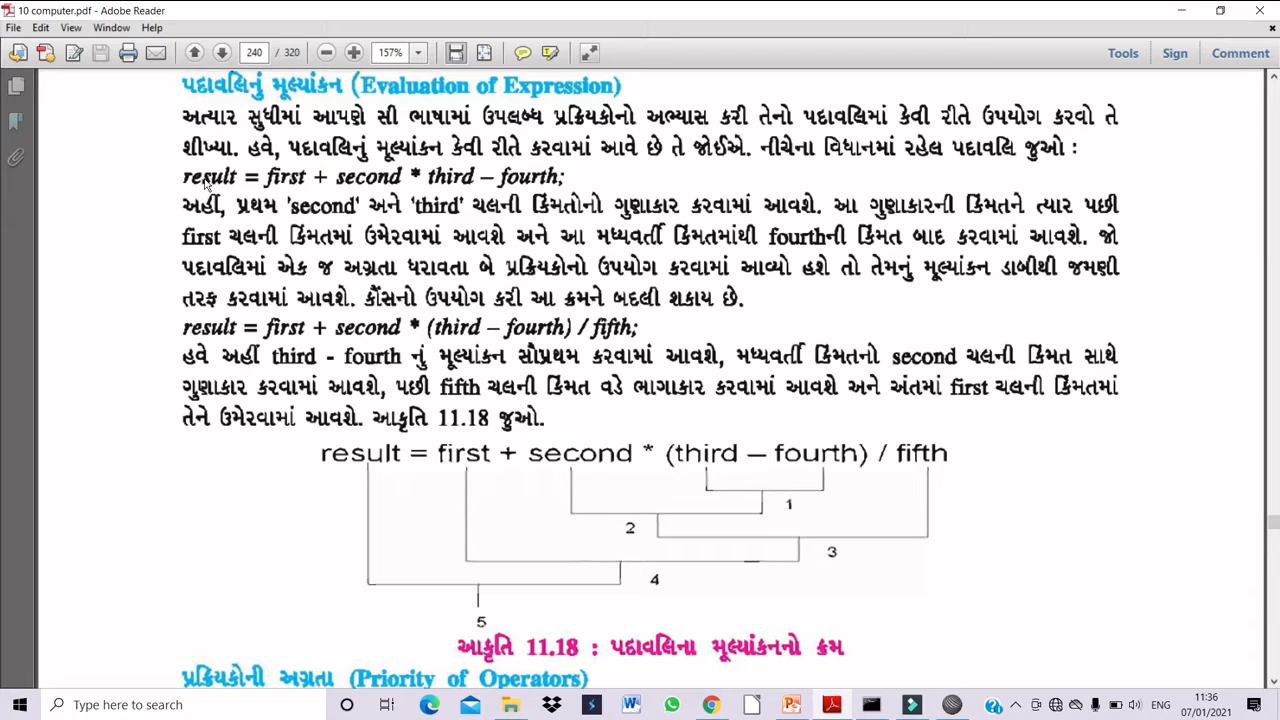 10 computer.pdf - Adobe Reader
File Edit View Window Help
240 / 320 157% Tools Sign Comment
પદાવલિનું મૂલ્યાંકન (Evaluation of Expression)
અત્યાર સુધીમાં આપણે સી ભાષામાં ઉપલબ્ધ પ્રક્રિયકોનો અભ્યાસ કરી તેનો પદાવલિમાં કેવી રીતે ઉપયોગ કરવો તે
શીખ્યા. હવે, પદાવલિનું મૂલ્યાંકન કેવી રીતે કરવામાં આવે છે તે જોઈએ. નીચેના વિધાનમાં રહેલ પદાવલિ જુઓ :
result = first + second * third – fourth;
અહીં, પ્રથમ 'second' અને 'third' ચલની કિંમતોનો ગુણાકાર કરવામાં આવશે. આ ગુણાકારની કિંમતને ત્યાર પછી
first ચલની કિંમતમાં ઉમેરવામાં આવશે અને આ મધ્યવર્તી કિંમતમાંથી fourthની કિંમત બાદ કરવામાં આવશે. જો
પદાવલિમાં એક જ અગ્રતા ધરાવતા બે પ્રક્રિયકોનો ઉપયોગ કરવામાં આવ્યો હશે તો તેમનું મૂલ્યાંકન ડાબીથી જમણી
તરફ કરવામાં આવશે. કૌંસનો ઉપયોગ કરી આ ક્રમને બદલી શકાય છે.
result = first + second * (third – fourth) / fifth;
હવે અહીં third - fourth નું મૂલ્યાંકન સૌપ્રથમ કરવામાં આવશે, મધ્યવર્તી કિંમતનો second ચલની કિંમત સાથે
ગુણાકાર કરવામાં આવશે, પછી fifth ચલની કિંમત વડે ભાગાકાર કરવામાં આવશે અને અંતમાં first ચલની કિંમતમાં
તેને ઉમેરવામાં આવશે. આકૃતિ 11.18 જુઓ.
result = first + second * (third – fourth) / fifth
1
2
3
4
5
આકૃતિ 11.18 : પદાવલિના મૂલ્યાંકનનો ક્રમ
પ્રક્રિયકોની અગ્રતા (Priority of Operators)
Type here to search
ENG
11:36
07/01/2021